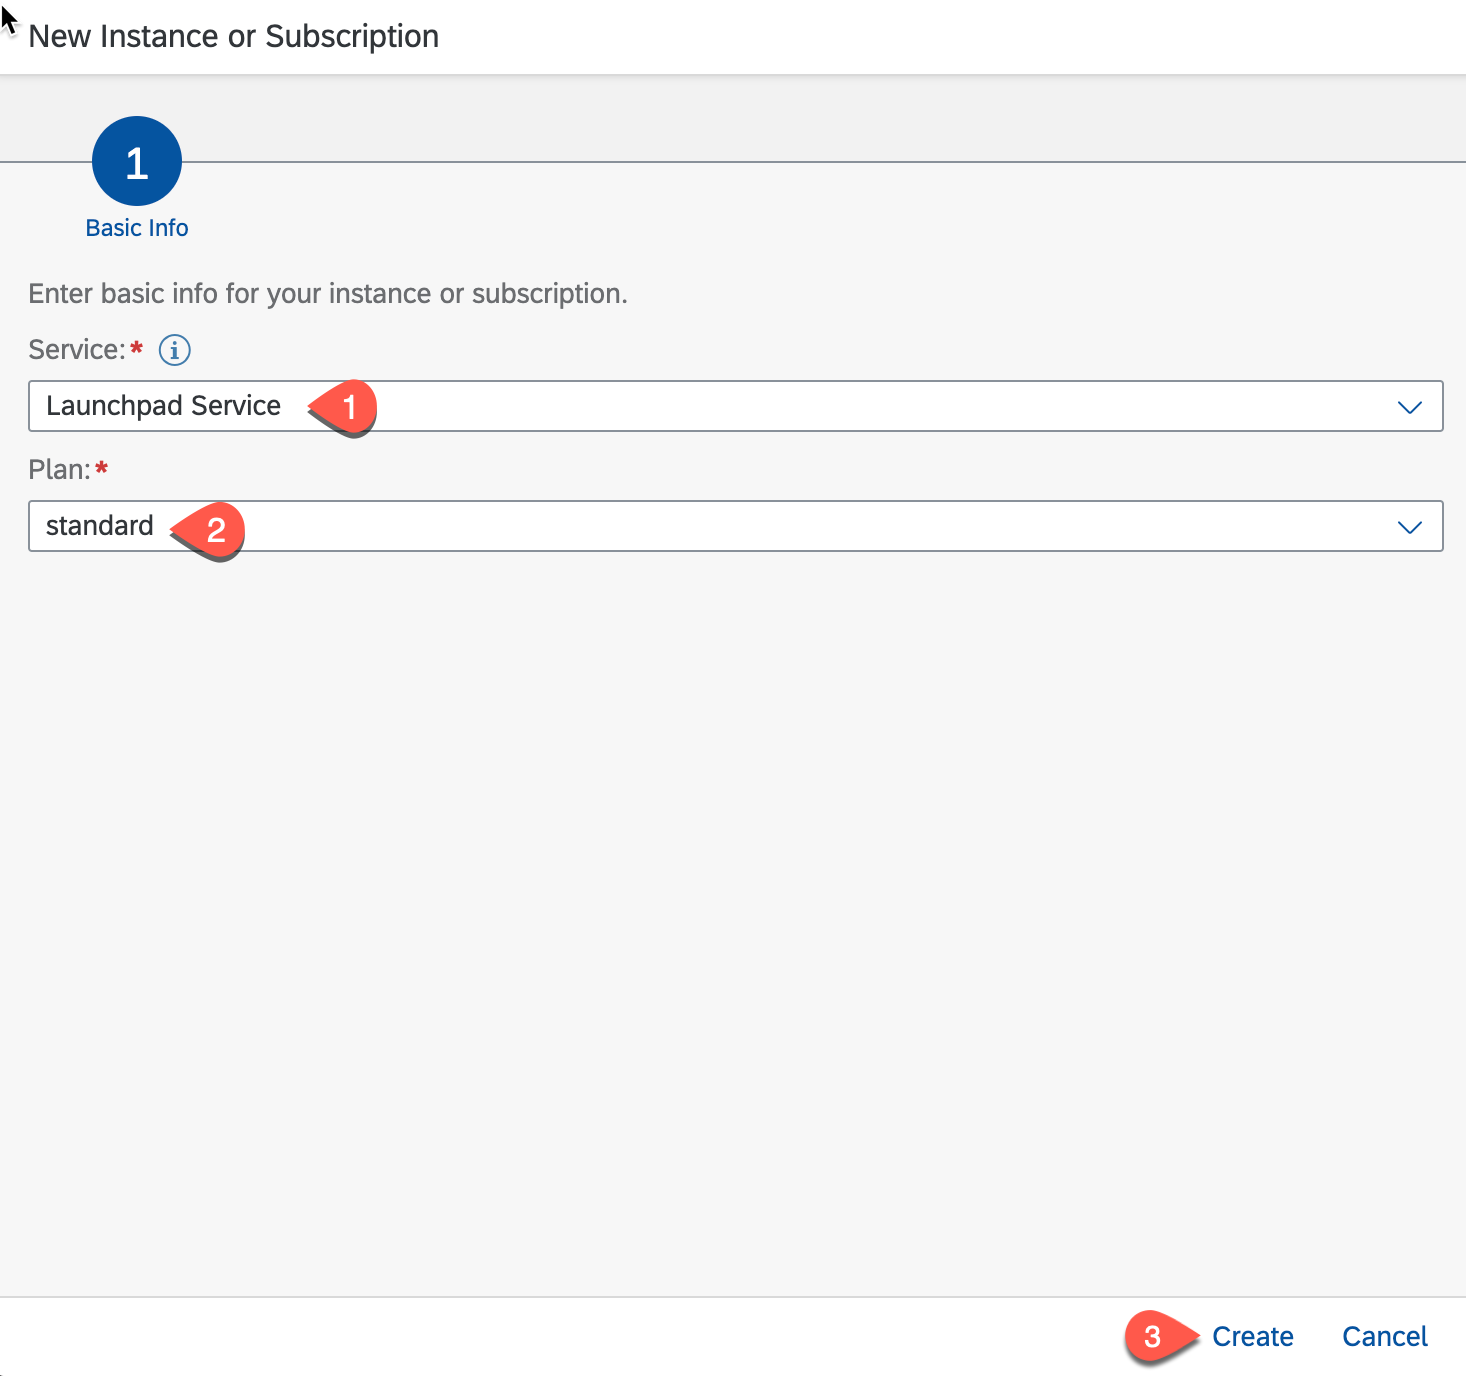 New Instance or Subscription
1
Basic Info
Enter basic info for your instance or subscription.
Service:* i
Launchpad Service 1
Plan:*
standard 2
3 Create Cancel